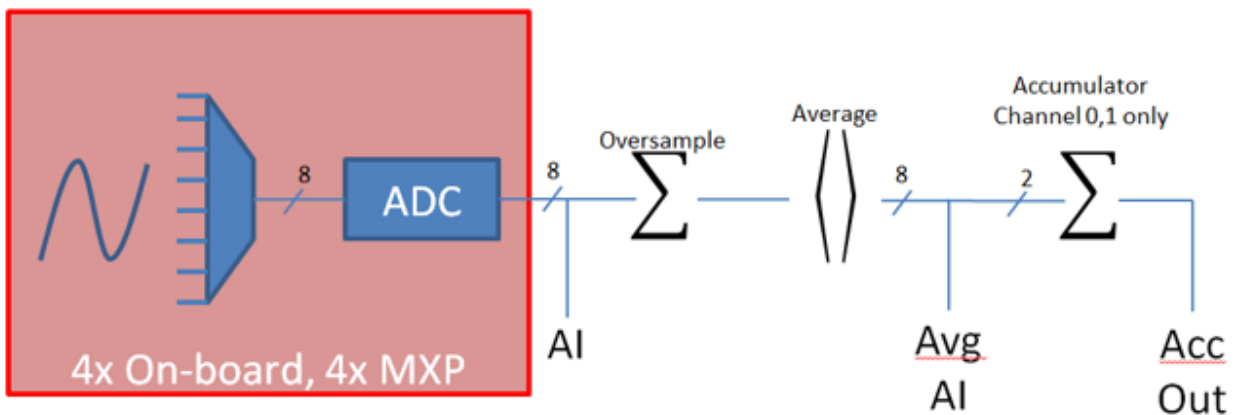 Accumulator
Channel 0,1 only
Average
Oversample
8
ADC
8
8
2
4x On-board, 4x MXP
AI
Avg
AI
Acc
Out